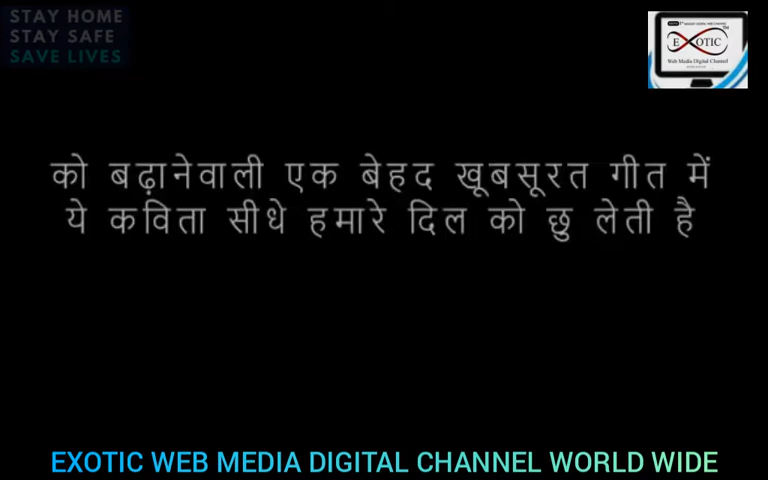 STAY HOME
STAY SAFE
SAVE LIVES
EXOTIC
Web Media Digital Channel
को बढ़ानेवाली एक बेहद खूबसूरत गीत में
ये कविता सीधे हमारे दिल को छु लेती है
EXOTIC WEB MEDIA DIGITAL CHANNEL WORLD WIDE